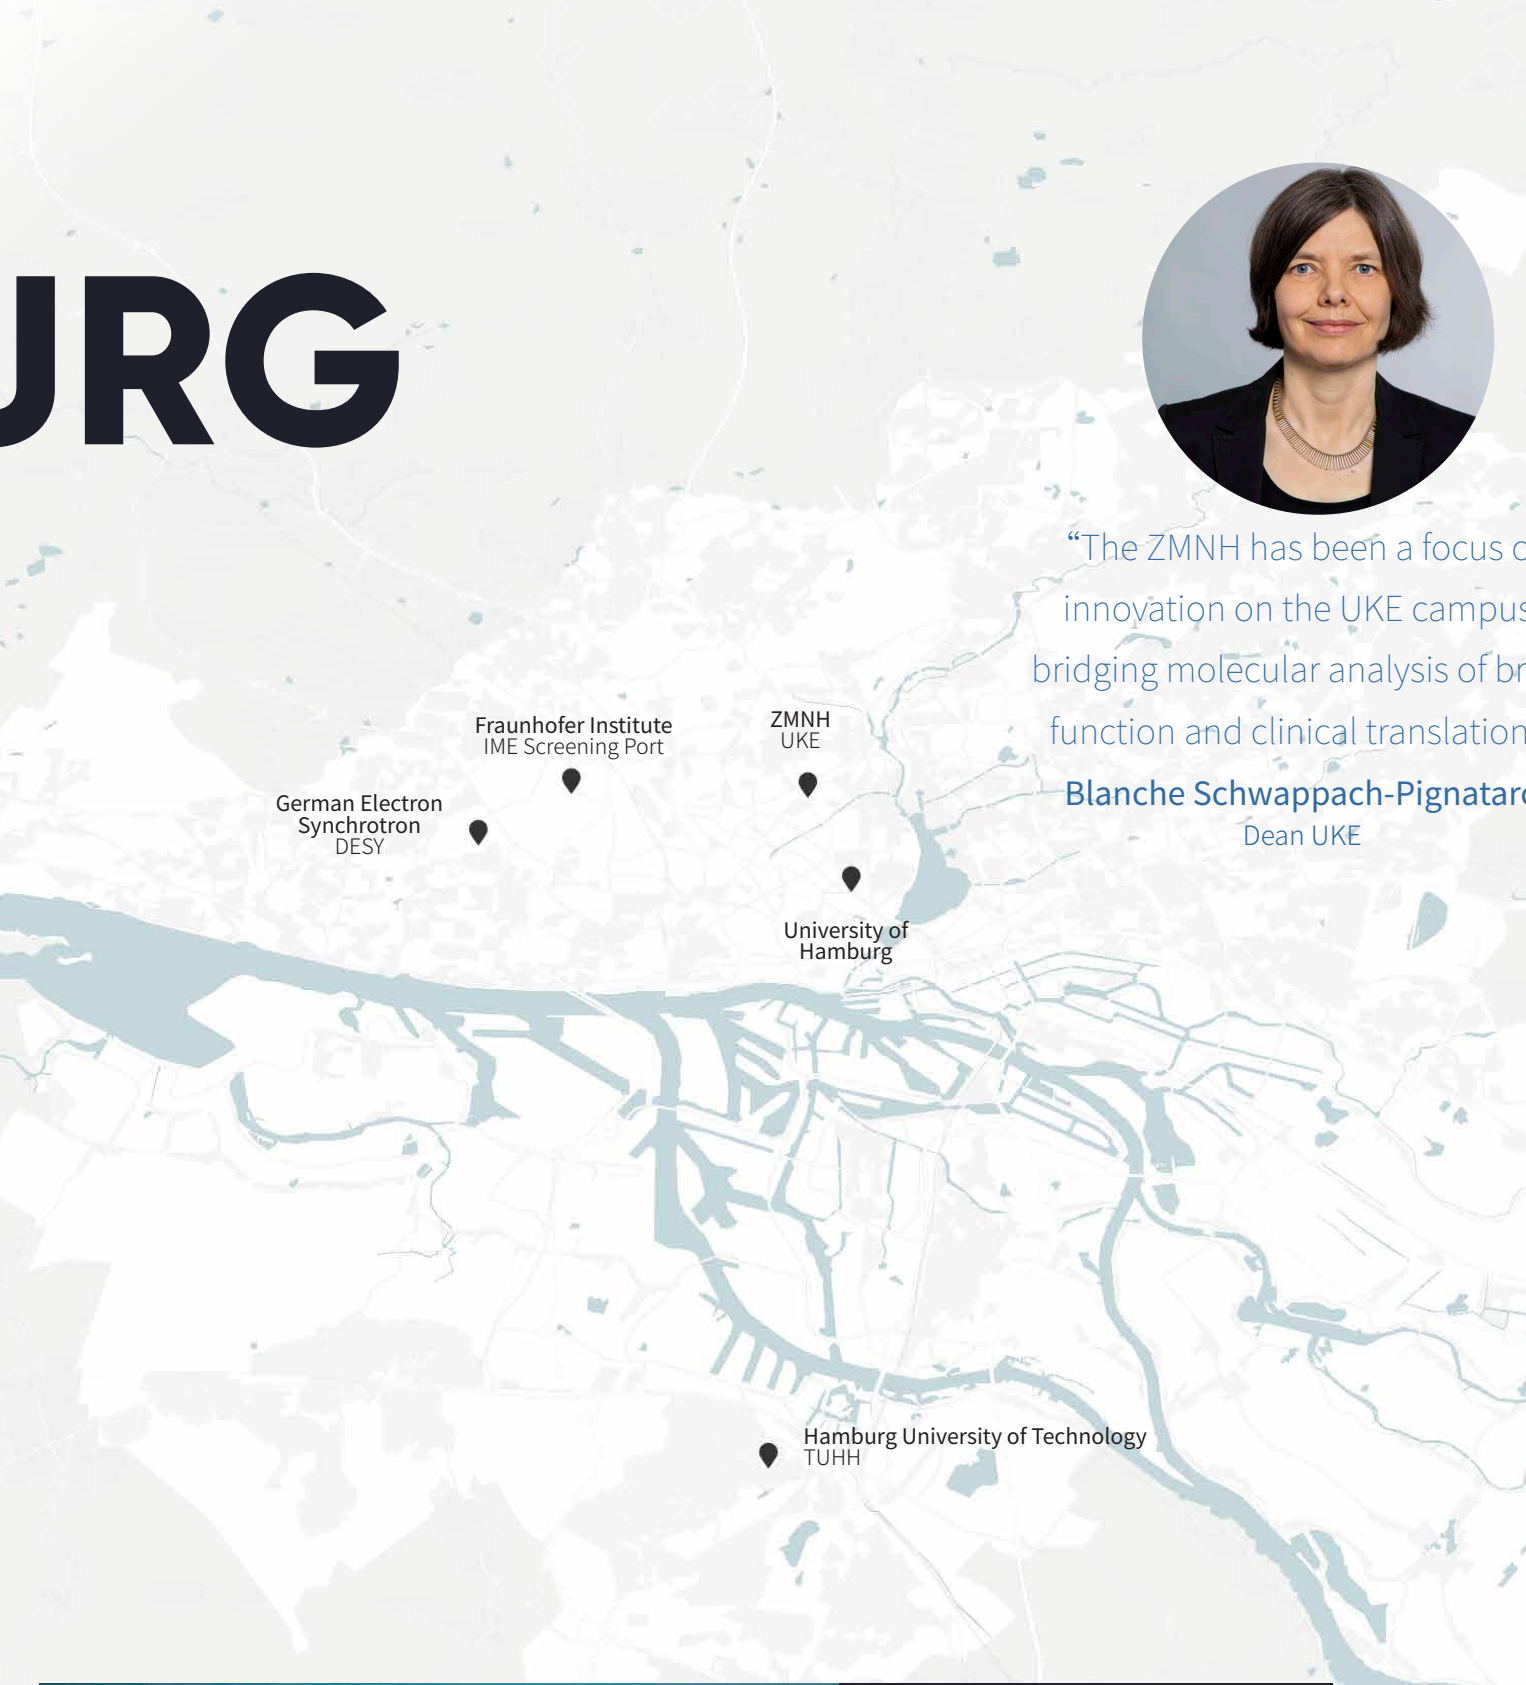 URG
“The ZMNH has been a focus
innovation on the UKE campus
bridging molecular analysis of
function and clinical translation
Blanche Schwappach-Pignataro
Dean UKE
Fraunhofer Institute
IME Screening Port
ZMNH
UKE
German Electron
Synchrotron
DESY
University of
Hamburg
Hamburg University of Technology
TUHH